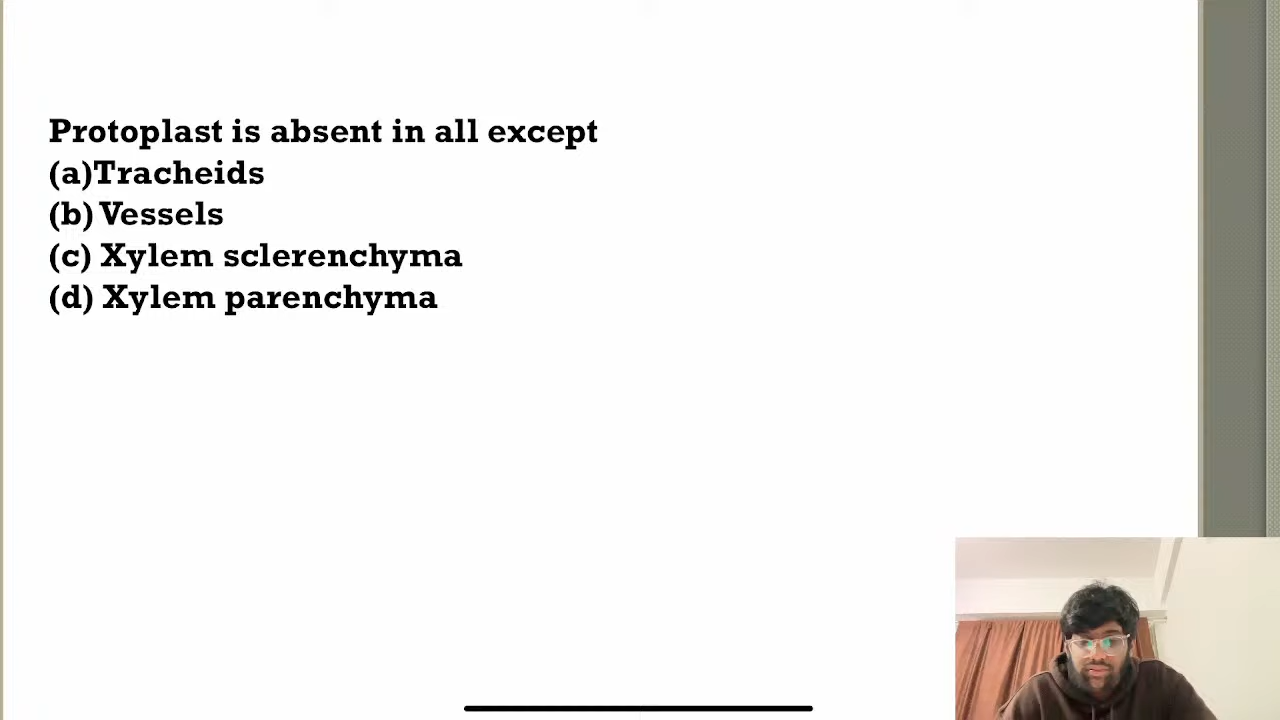 Protoplast is absent in all except
(a)Tracheids
(b) Vessels
(c) Xylem sclerenchyma
(d) Xylem parenchyma